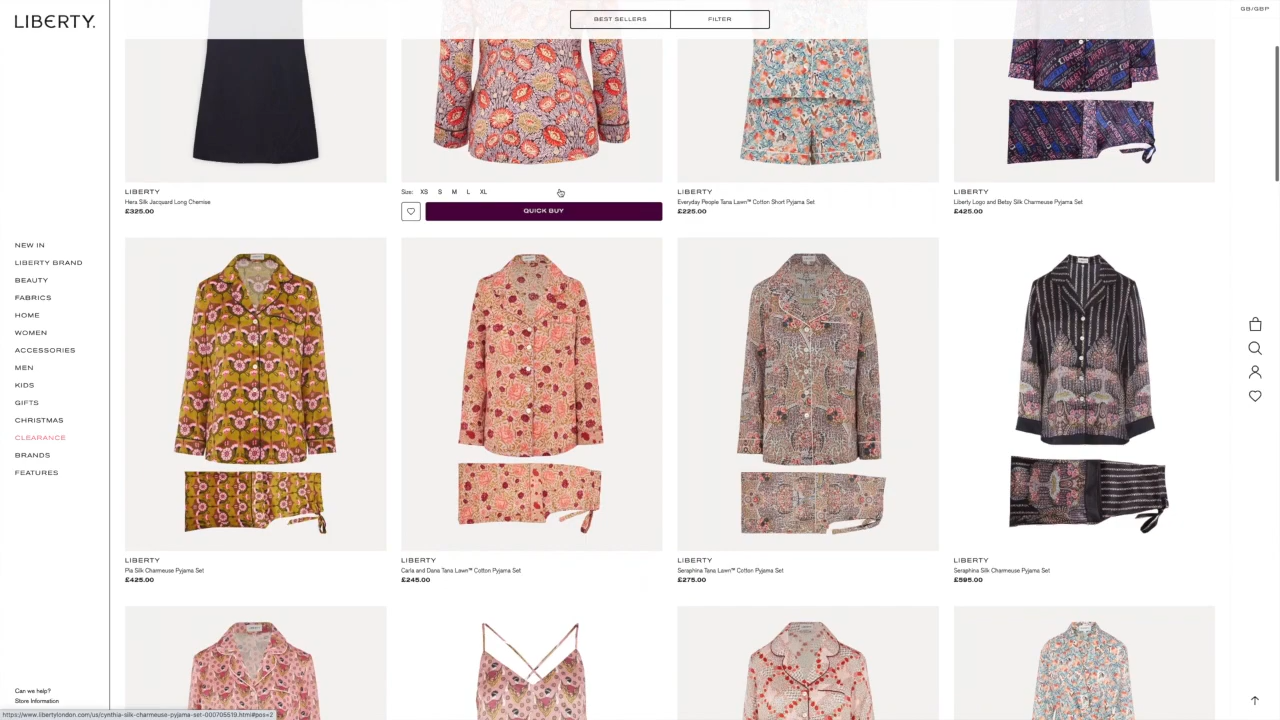 LIBERTY.
BEST SELLERS
FILTER
GB/GBP
LIBERTY
Hera Silk Jacquard Long Chemise
£325.00
Size: XS S M L XL
QUICK BUY
LIBERTY
Everyday People Tana Lawn™ Cotton Short Pyjama Set
£225.00
LIBERTY
Liberty Logo and Betsy Silk Charmeuse Pyjama Set
£425.00
NEW IN
LIBERTY BRAND
BEAUTY
FABRICS
HOME
WOMEN
ACCESSORIES
MEN
KIDS
GIFTS
CHRISTMAS
CLEARANCE
BRANDS
FEATURES
LIBERTY
Pia Silk Charmeuse Pyjama Set
£425.00
LIBERTY
Carla and Dana Tana Lawn™ Cotton Pyjama Set
£245.00
LIBERTY
Seraphina Tana Lawn™ Cotton Pyjama Set
£275.00
LIBERTY
Seraphina Silk Charmeuse Pyjama Set
£595.00
Can we help?
Store Information
https://www.libertylondon.com/us/cynthia-silk-charmeuse-pyjama-set-000705519.html#pos=2